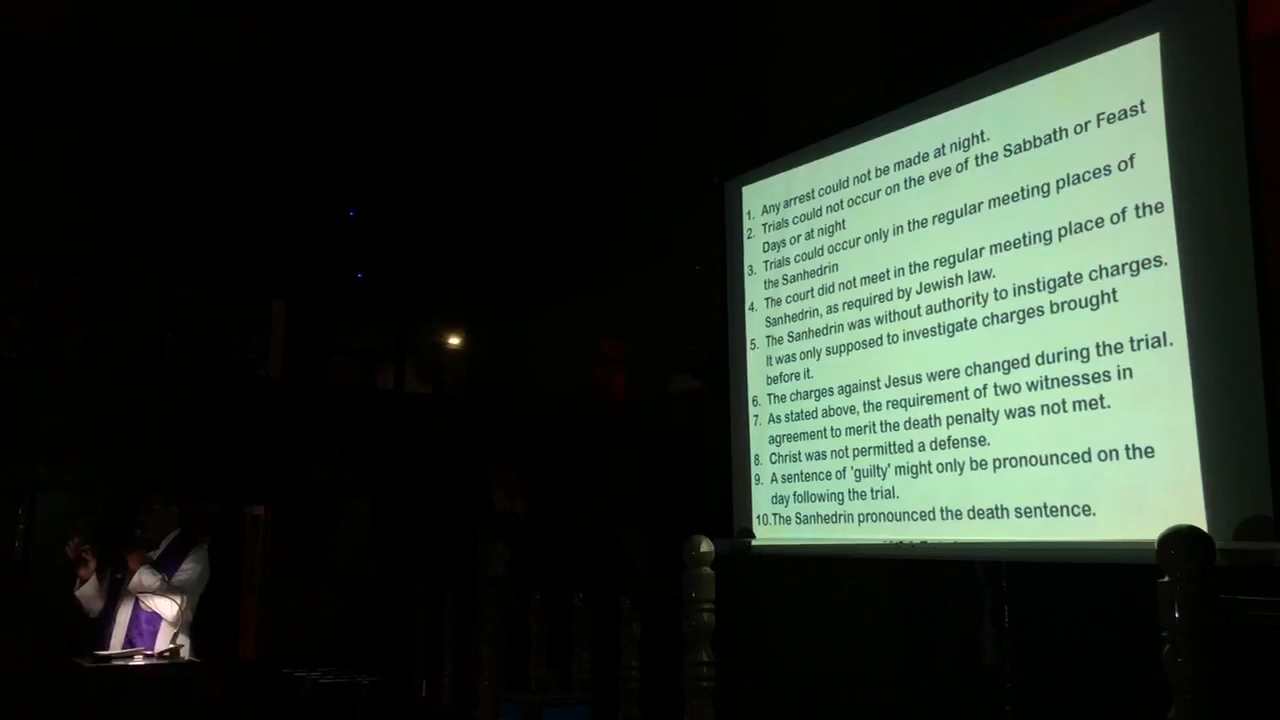 1. Any arrest could not be made at night.
2. Trials could not occur on the eve of the Sabbath or Feast
Days or at night
3. Trials could occur only in the regular meeting places of
the Sanhedrin
4. The court did not meet in the regular meeting place of the
Sanhedrin, as required by Jewish law.
5. The Sanhedrin was without authority to instigate charges.
It was only supposed to investigate charges brought
before it.
6. The charges against Jesus were changed during the trial.
7. As stated above, the requirement of two witnesses in
agreement to merit the death penalty was not met.
8. Christ was not permitted a defense.
9. A sentence of 'guilty' might only be pronounced on the
day following the trial.
10.The Sanhedrin pronounced the death sentence.